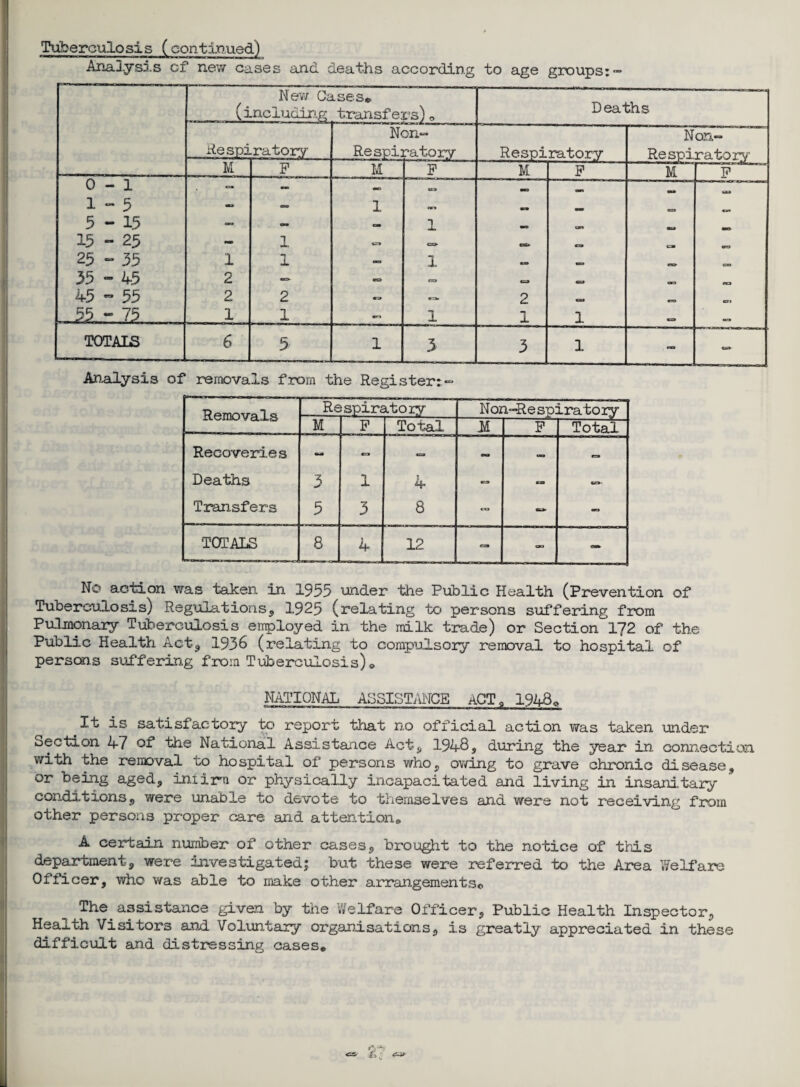 Tuberculosis (continued)
Analysis of new cases and deaths according to age groups:-
New Cases. (including transfers). Deaths
Respiratory Non-Respiratory Respiratory Non-Respiratory
M F M F M F M F
0 - 1 - - - - - - - -
1 - 5 - - 1 - - - - -
5 - 15 - - - 1 - - - -
15 - 25 - 1 - - - - - -
25 - 35 1 1 - 1 - - - -
35 - 45 2 - - - - - - -
45 - 55 2 2 - - 2 - - -
55 - 75 1 1 - 1 1 1 - -
TOTALS 6 5 1 3 3 1 - -
Analysis of removals from the Register:-
Removals Respiratory Non-Respiratory
M F Total M F Total
Recoveries - - - - - -
Deaths 3 1 4 - - -
Transfers 5 3 8 - - -
TOTALS 8 4 12 - - -
No action was taken in 1955 under the Public Health (Prevention of
Tuberculosis) Regulations, 1925 (relating to persons suffering from
Pulmonary Tuberculosis employed in the milk trade) or Section 172 of the
Public Health Act, 1936 (relating to compulsory removal to hospital of
persons suffering from Tuberculosis).
NATIONAL ASSISTANCE ACT, 1948.
It is satisfactory to report that no official action was taken under
Section 47 of the National Assistance Act, 1948, during the year in connection
with the removal to hospital of persons who, owing to grave chronic disease,
or being aged, infirm or physically incapacitated and living in insanitary
conditions, were unable to devote to themselves and were not receiving from
other persons proper care and attention.
A certain number of other cases, brought to the notice of this
department, were investigated; but these were referred to the Area Welfare
Officer, who was able to make other arrangements.
The assistance given by the Welfare Officer, Public Health Inspector,
Health Visitors and Voluntary organisations, is greatly appreciated in these
difficult and distressing cases.
- 27 -